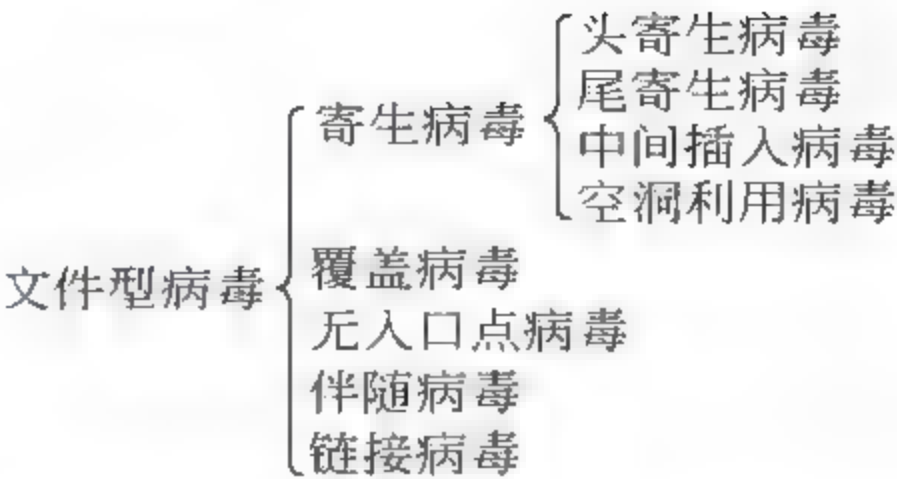 文件型病毒
寄生病毒
头寄生病毒
尾寄生病毒
中间插入病毒
空洞利用病毒
覆盖病毒
无入口点病毒
伴随病毒
链接病毒